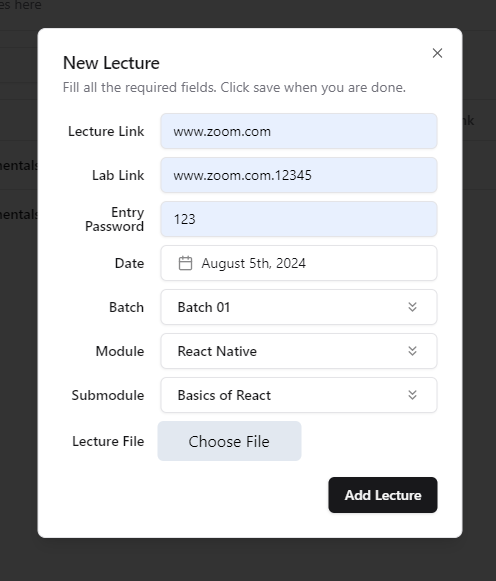 es here
New Lecture
Fill all the required fields. Click save when you are done.
Lecture Link www.zoom.com
Lab Link www.zoom.com.12345
Entry
Password 123
Date August 5th, 2024
Batch Batch 01
Module React Native
Submodule Basics of React
Lecture File Choose File
Add Lecture
nk
mentals
mentals